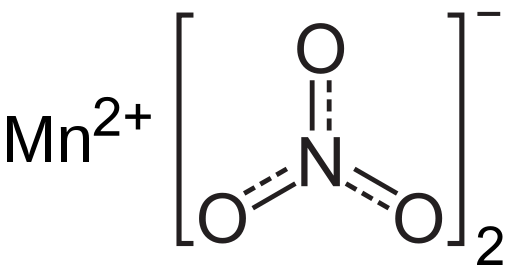 Mn2+ [ O N O O ]2−